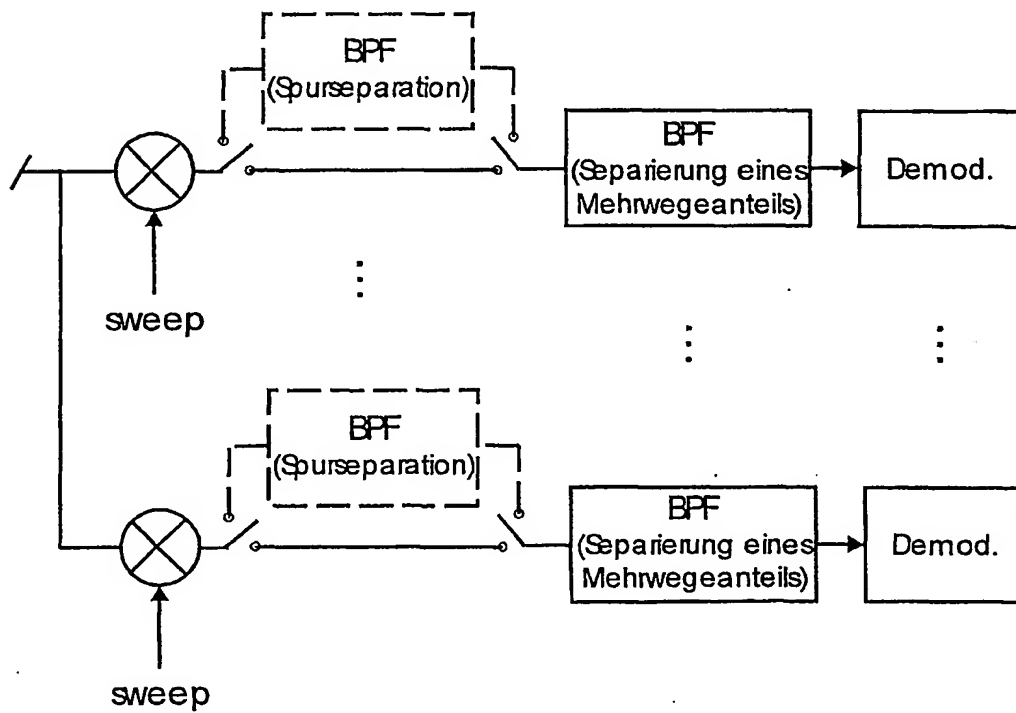 BPF
(Spurseparation)
BPF
(Separierung eines
Mehrwegeanteils)
Demod.
sweep
BPF
(Spurseparation)
BPF
(Separierung eines
Mehrwegeanteils)
Demod.
sweep